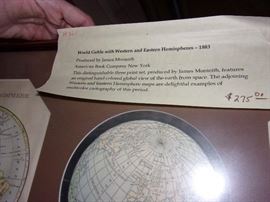 World Globe with Western and Eastern Hemispheres - 1883
Produced by James Monteith
American Book Company New York
This distinguishable three print set, produced by James Monteith, features
an original hand colored global view of the earth from space. The adjoining
Western and Eastern Hemisphere maps are delightful examples of
cartography of this period.
$275.00
HEMISPHERE